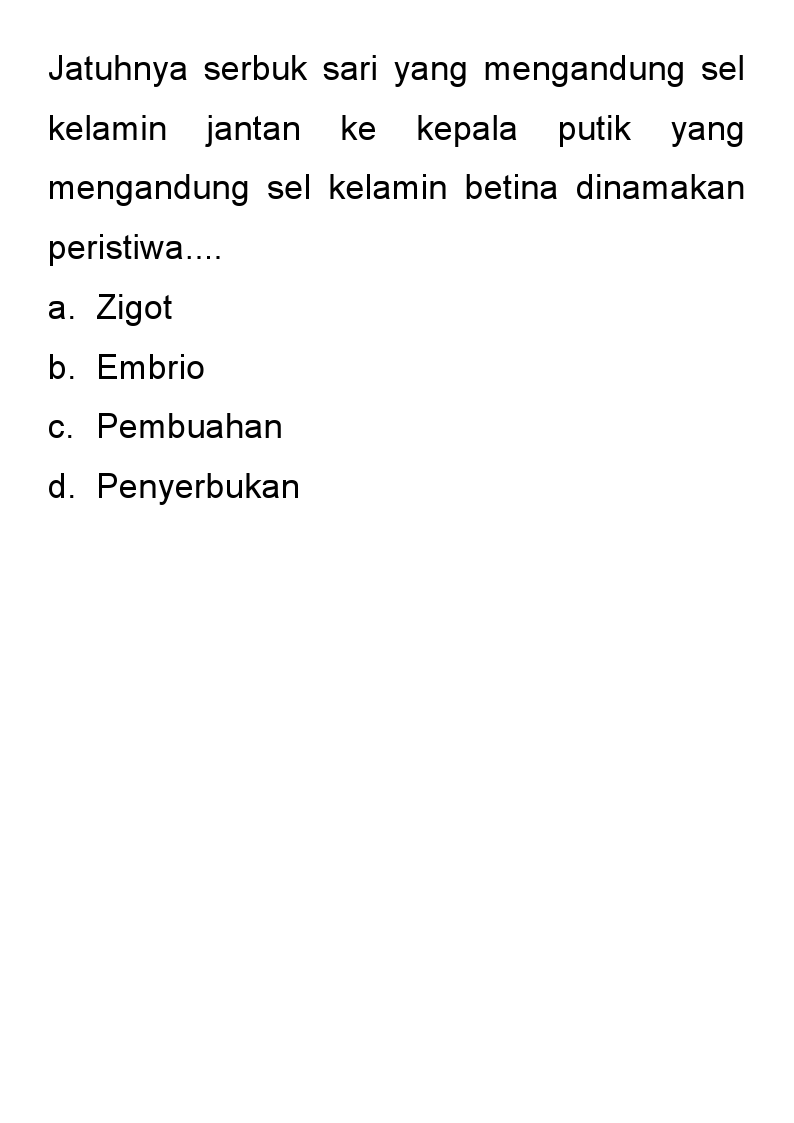 Jatuhnya serbuk sari yang mengandung sel
kelamin jantan ke kepala putik yang
mengandung sel kelamin betina dinamakan
peristiwa....
a. Zigot
b. Embrio
c. Pembuahan
d. Penyerbukan